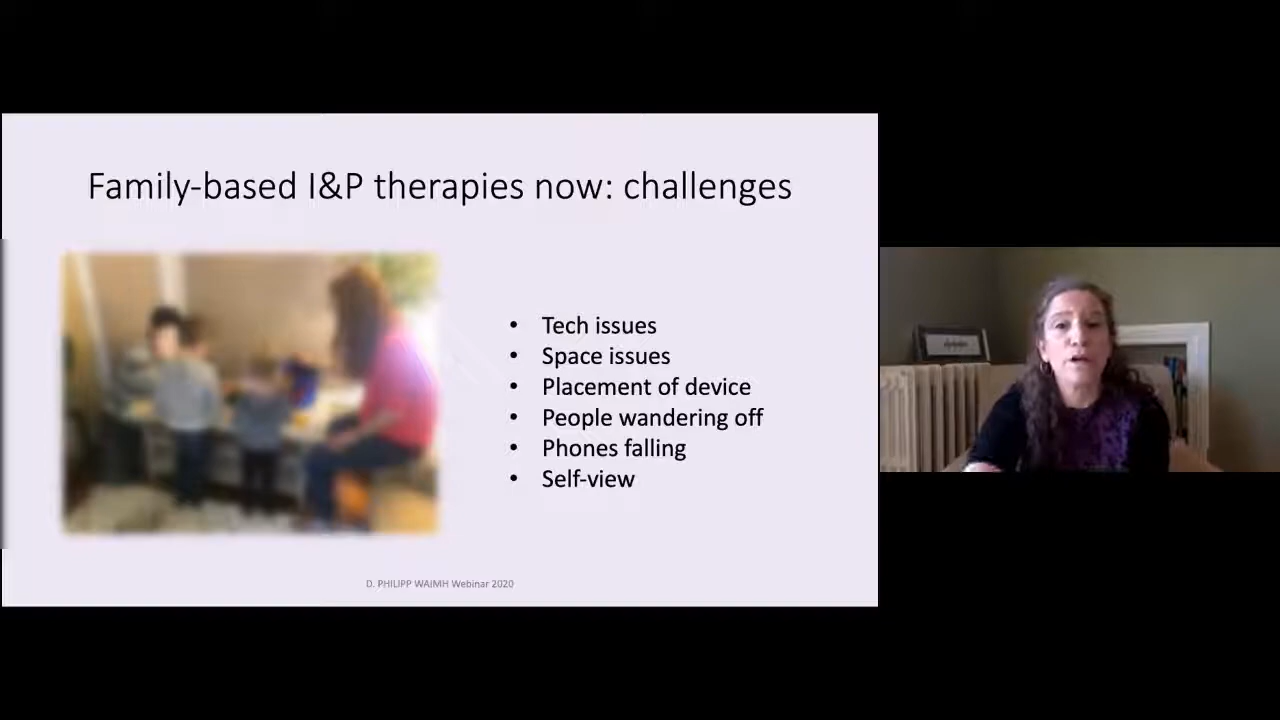 Family-based I&P therapies now: challenges
• Tech issues
• Space issues
• Placement of device
• People wandering off
• Phones falling
• Self-view
D. PHILIPP WAIMH Webinar 2020